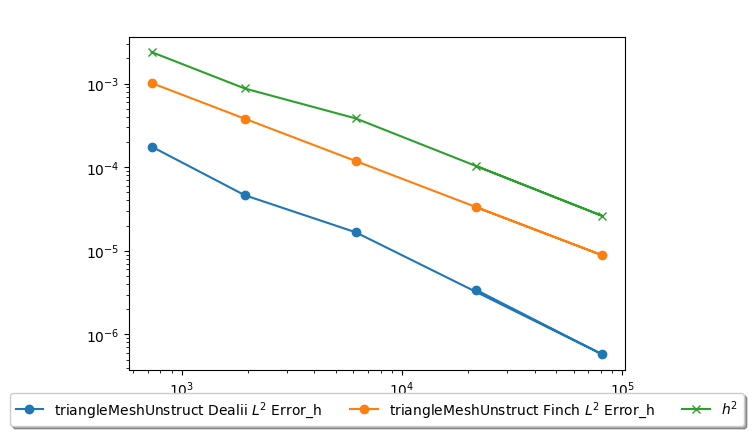 10⁻³
10⁻⁴
10⁻⁵
10⁻⁶
10³ 10⁴ 10⁵
triangleMeshUnstruct Dealii L² Error_h triangleMeshUnstruct Finch L² Error_h h²